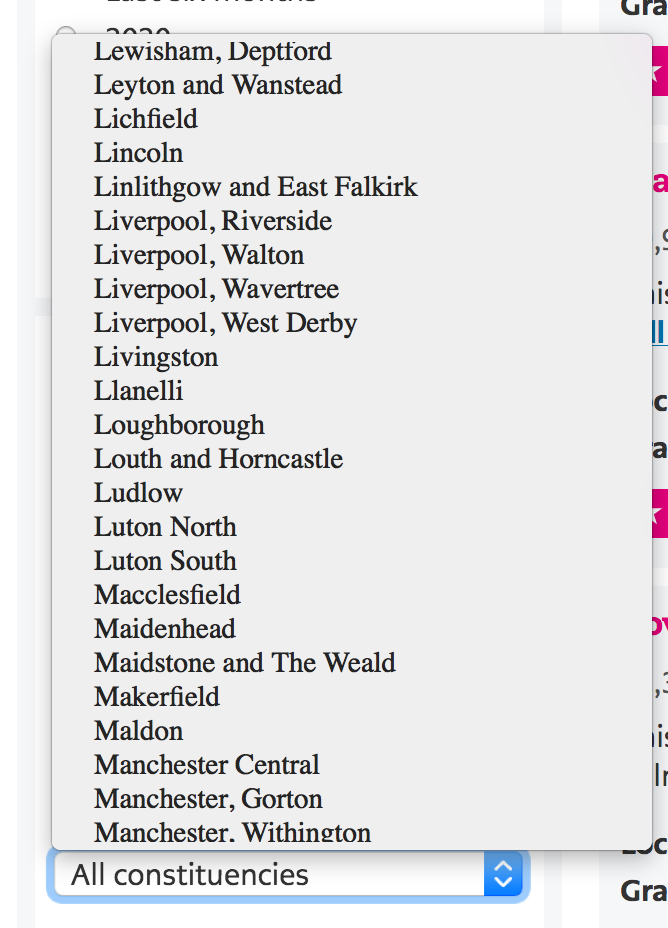 2020
Lewisham, Deptford
Leyton and Wanstead
Lichfield
Lincoln
Linlithgow and East Falkirk
Liverpool, Riverside
Liverpool, Walton
Liverpool, Wavertree
Liverpool, West Derby
Livingston
Llanelli
Loughborough
Louth and Horncastle
Ludlow
Luton North
Luton South
Macclesfield
Maidenhead
Maidstone and The Weald
Makerfield
Maldon
Manchester Central
Manchester, Gorton
Manchester, Withington
All constituencies
Gra
Gra